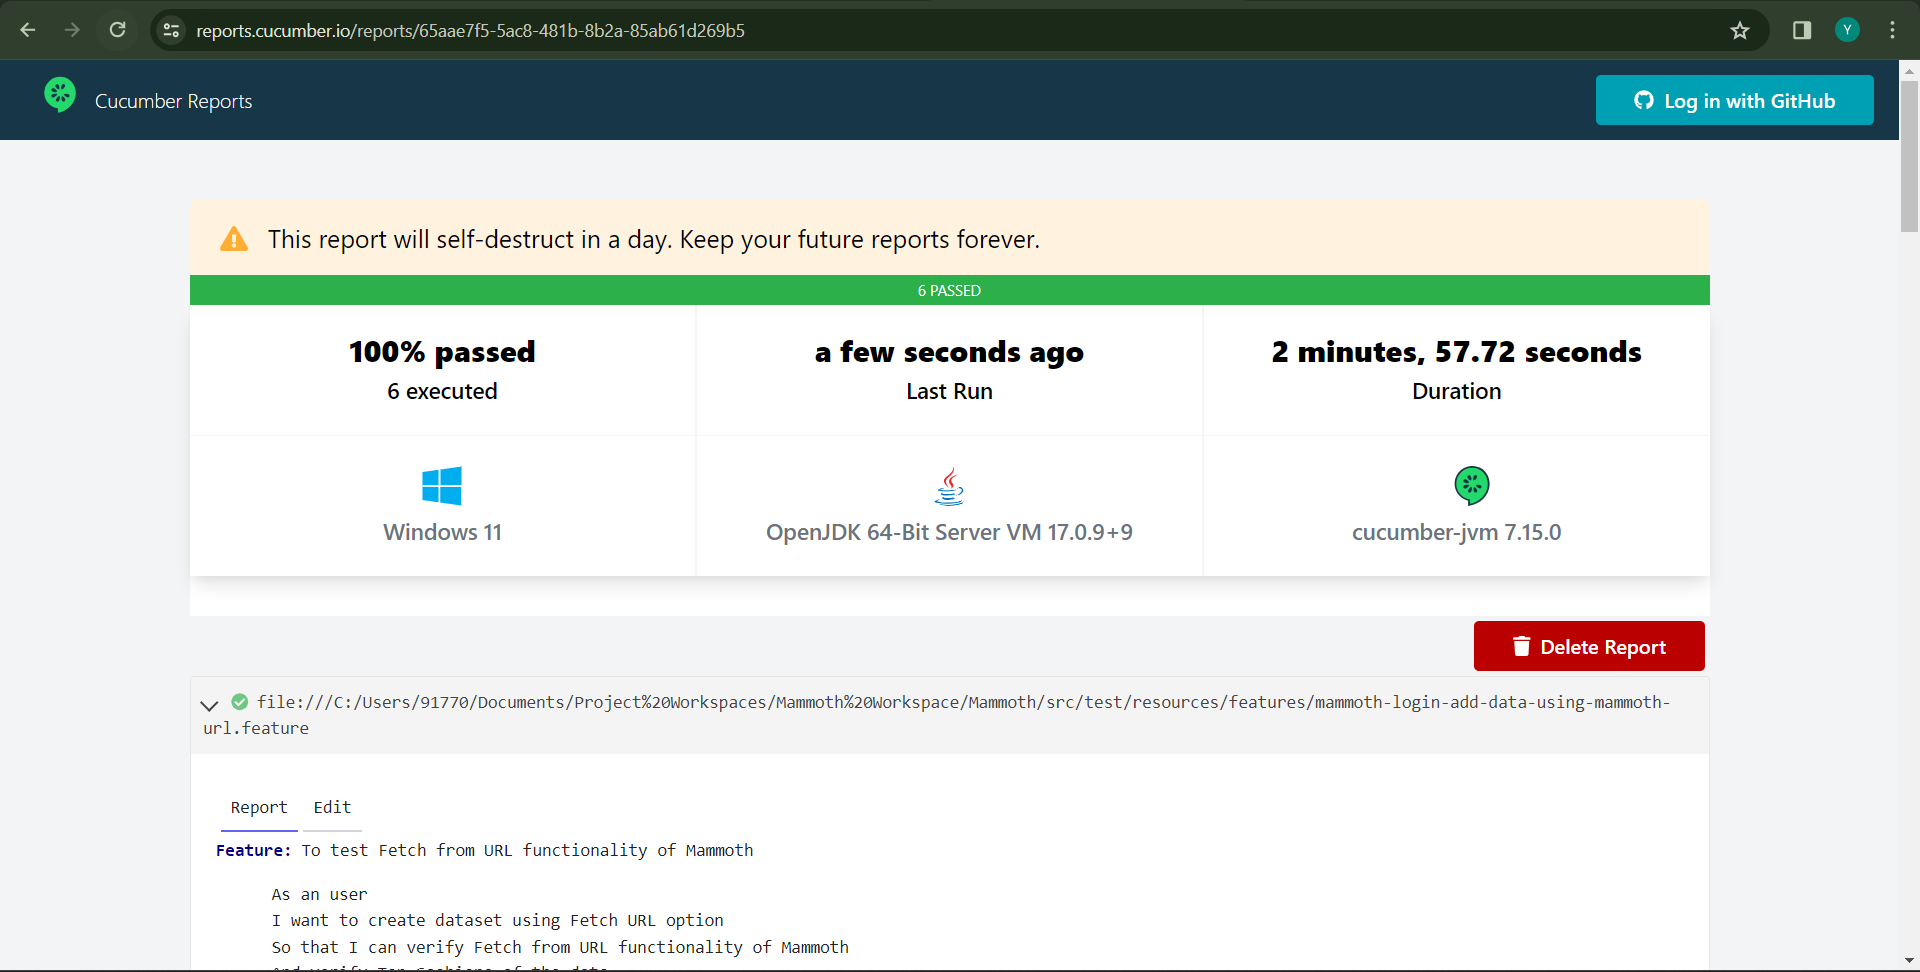 reports.cucumber.io/reports/65aae7f5-5ac8-481b-8b2a-85ab61d269b5
Y
Cucumber Reports
Log in with GitHub
This report will self-destruct in a day. Keep your future reports forever.
6 PASSED
100% passed
6 executed
a few seconds ago
Last Run
2 minutes, 57.72 seconds
Duration
Windows 11
OpenJDK 64-Bit Server VM 17.0.9+9
cucumber-jvm 7.15.0
Delete Report
file:///C:/Users/91770/Documents/Project%20Workspaces/Mammoth%20Workspace/Mammoth/src/test/resources/features/mammoth-login-add-data-using-mammoth-
url.feature
Report Edit
Feature: To test Fetch from URL functionality of Mammoth
As an user
I want to create dataset using Fetch URL option
So that I can verify Fetch from URL functionality of Mammoth